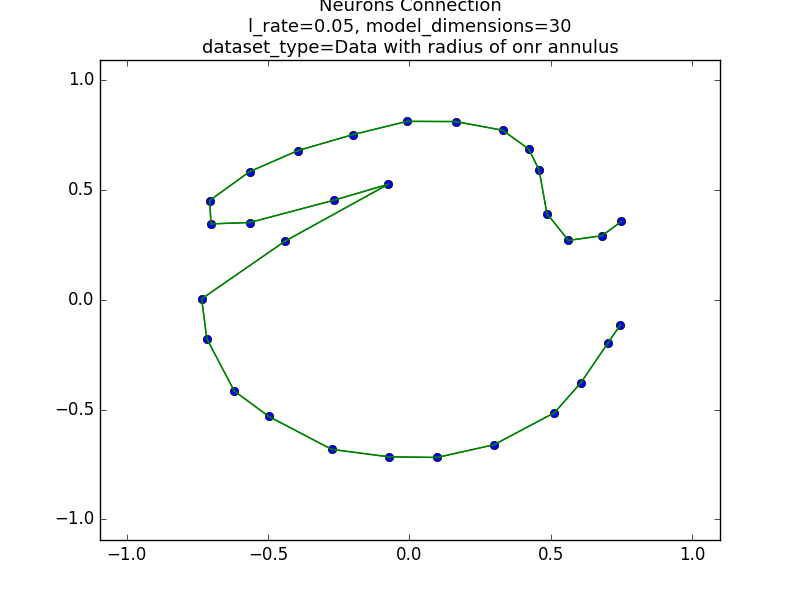 Neurons Connection
l_rate=0.05, model_dimensions=30
dataset_type=Data with radius of onr annulus
1.0
0.5
0.0
−0.5
−1.0
−1.0 −0.5 0.0 0.5 1.0